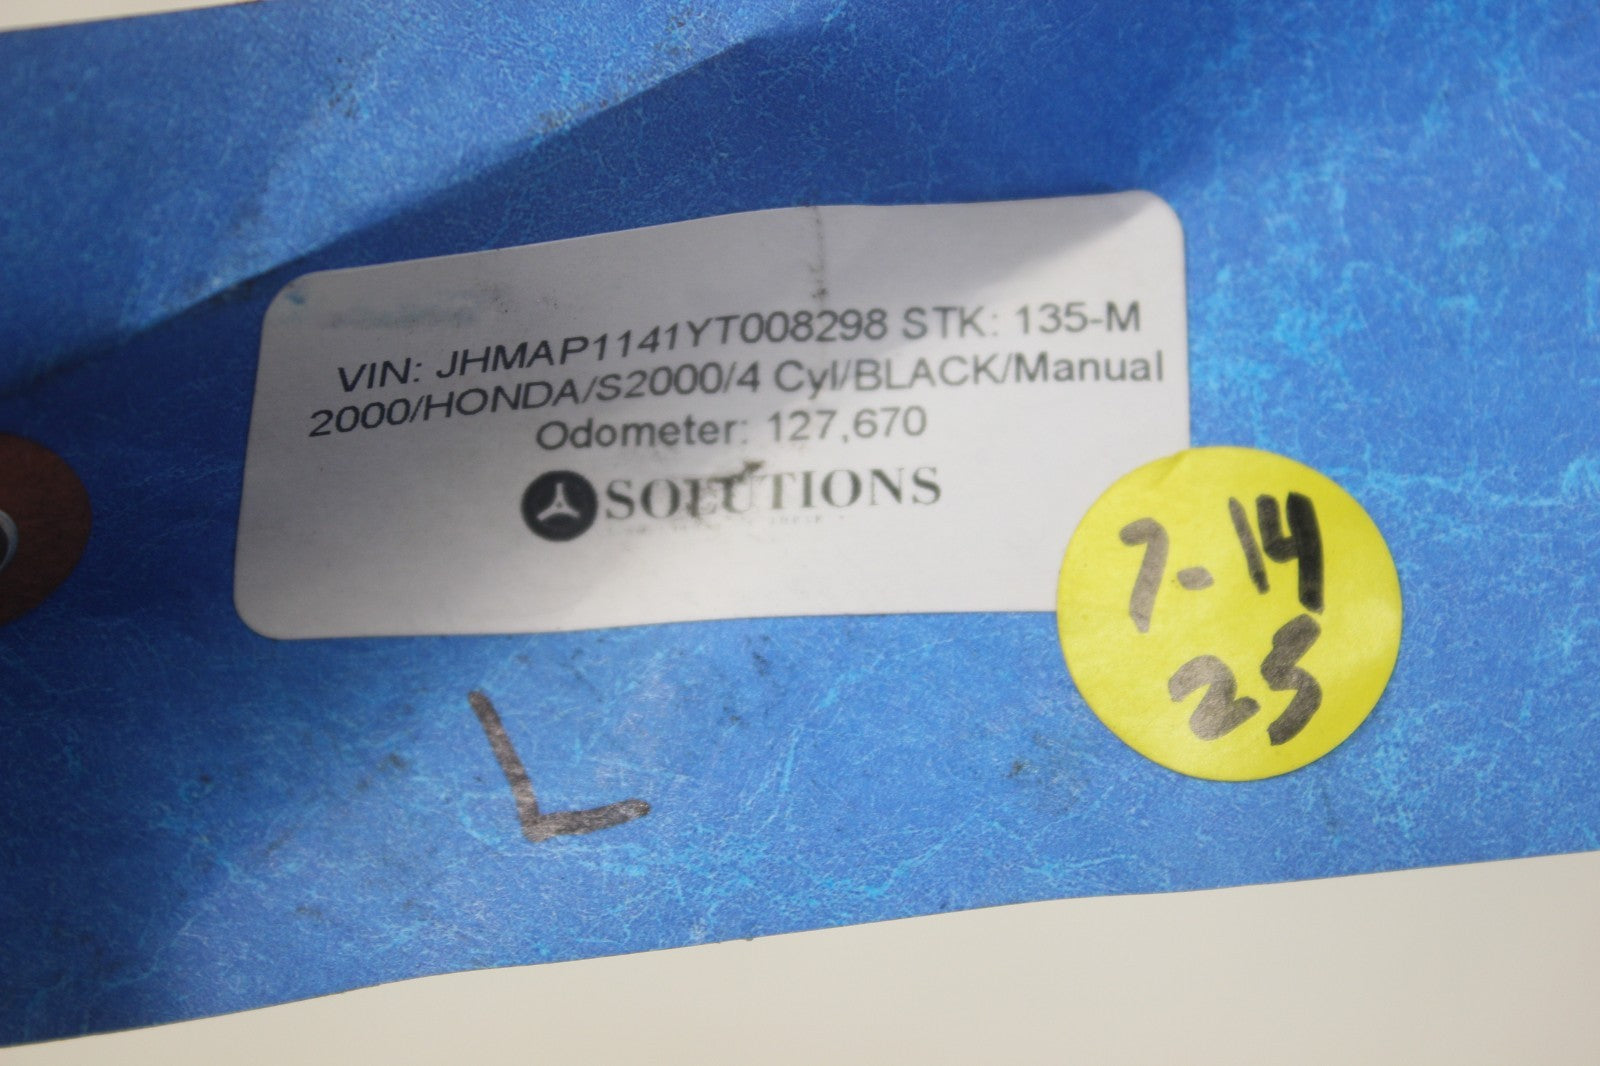 VIN: JHMAP1141YT008298 STK: 135-M
2000/HONDA/S2000/4 Cyl/BLACK/Manual
Odometer: 127,670
SOLUTIONS
7-14
25
L